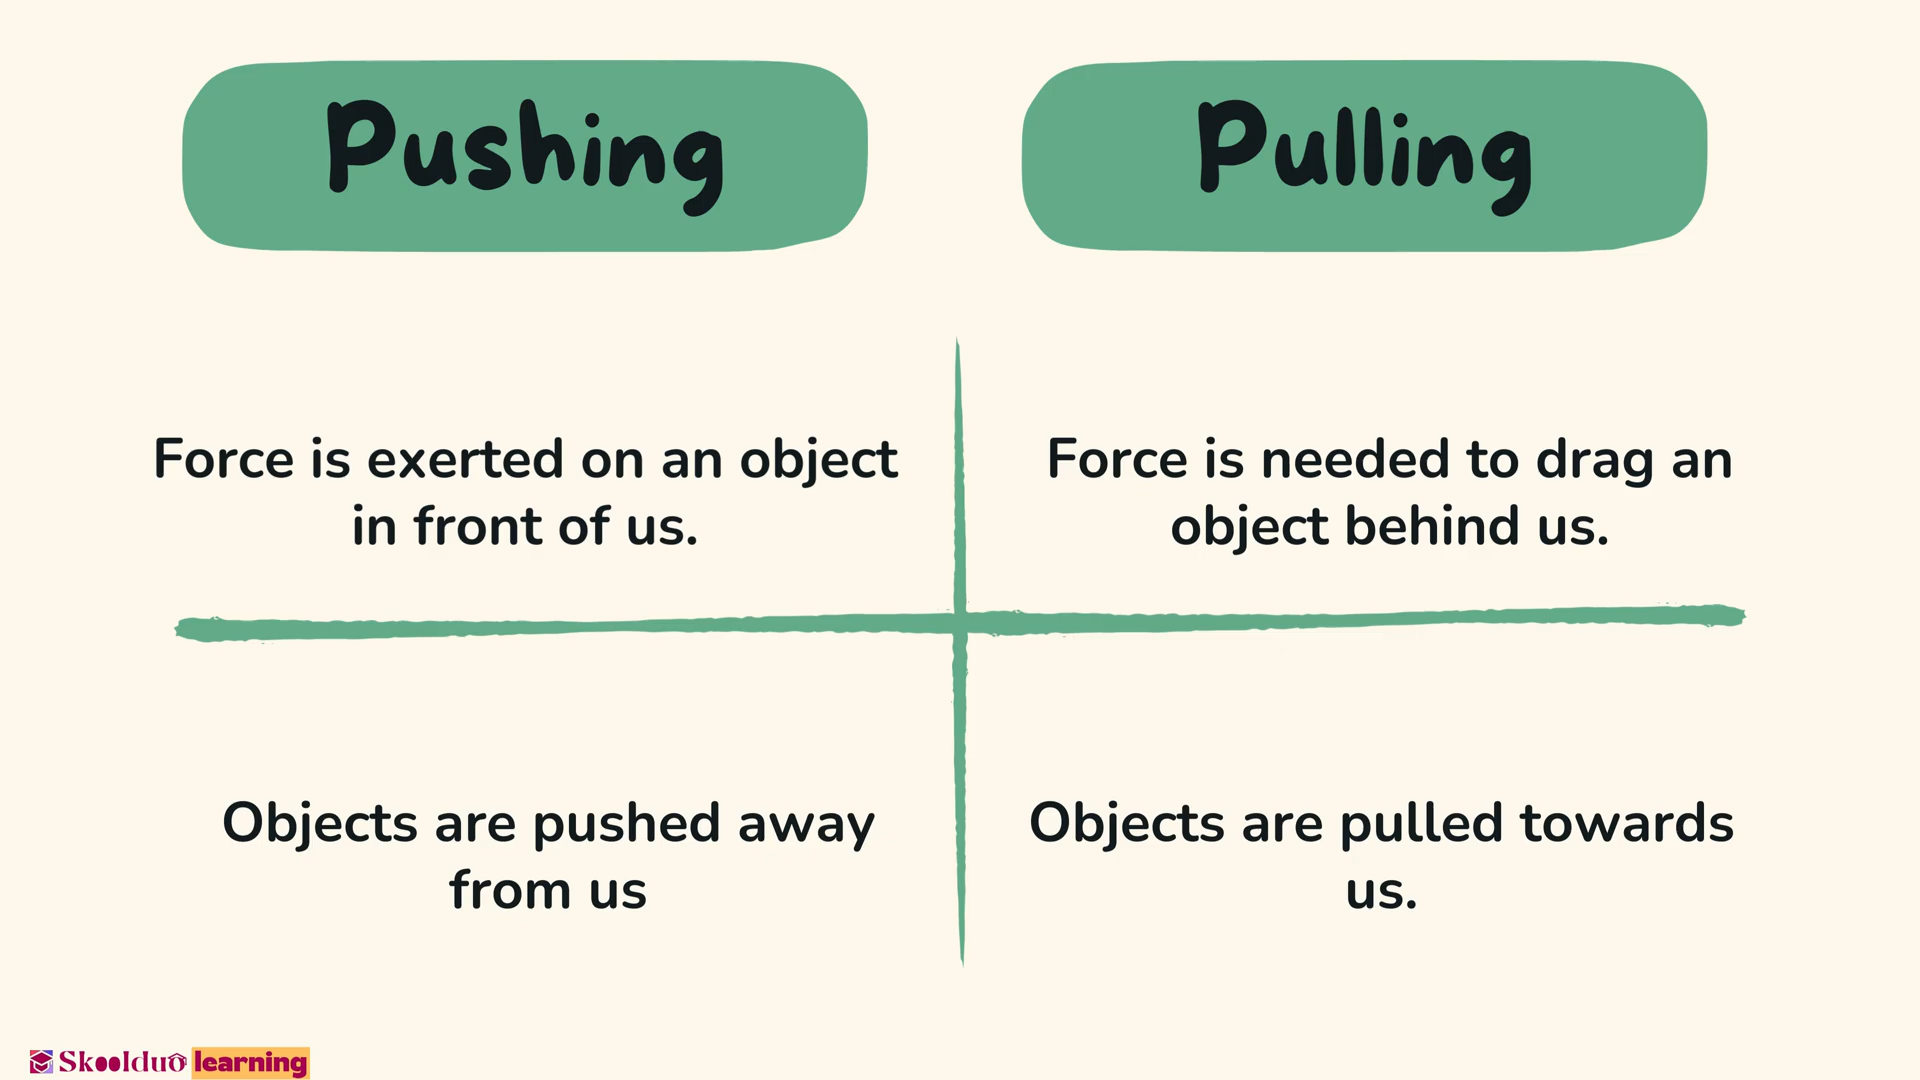 Pushing
Pulling
Force is exerted on an object
in front of us.
Force is needed to drag an
object behind us.
Objects are pushed away
from us
Objects are pulled towards
us.
Skoolduo learning